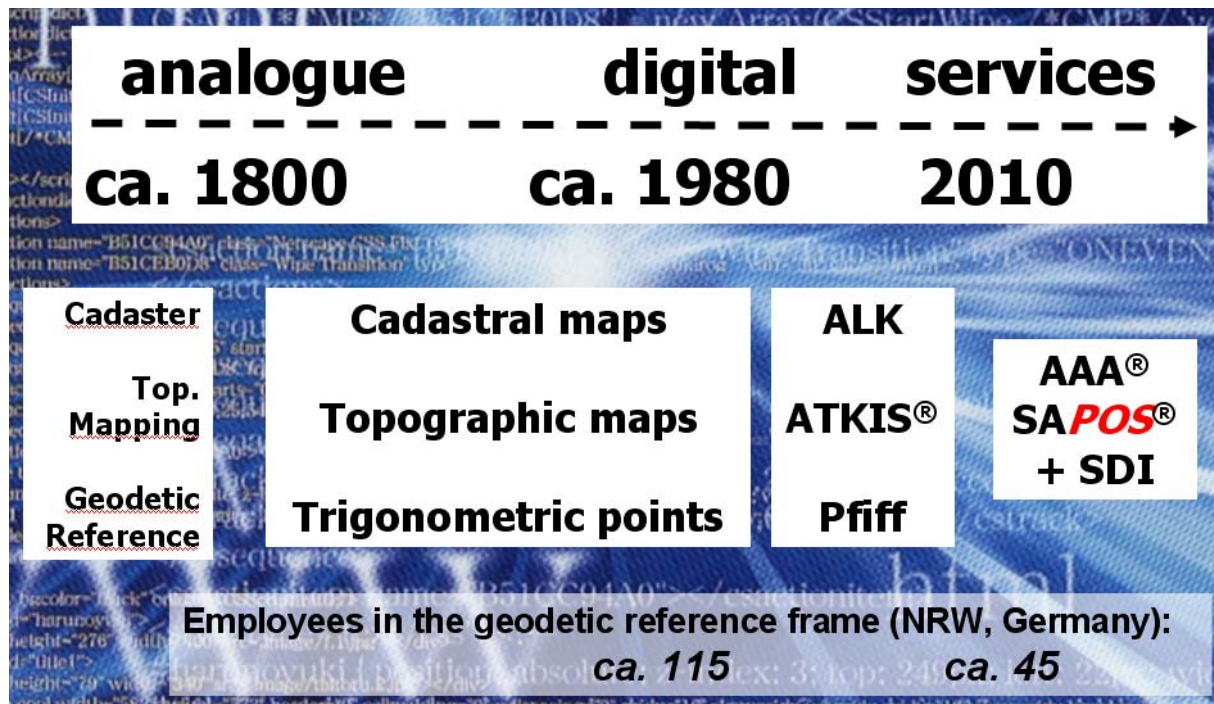 analogue digital services
ca. 1800 ca. 1980 2010
Cadaster Cadastral maps ALK
Top. Mapping Topographic maps ATKIS®
Geodetic Reference Trigonometric points Pfiff
AAA®
SAPOS®
+ SDI
Employees in the geodetic reference frame (NRW, Germany):
ca. 115 ca. 45